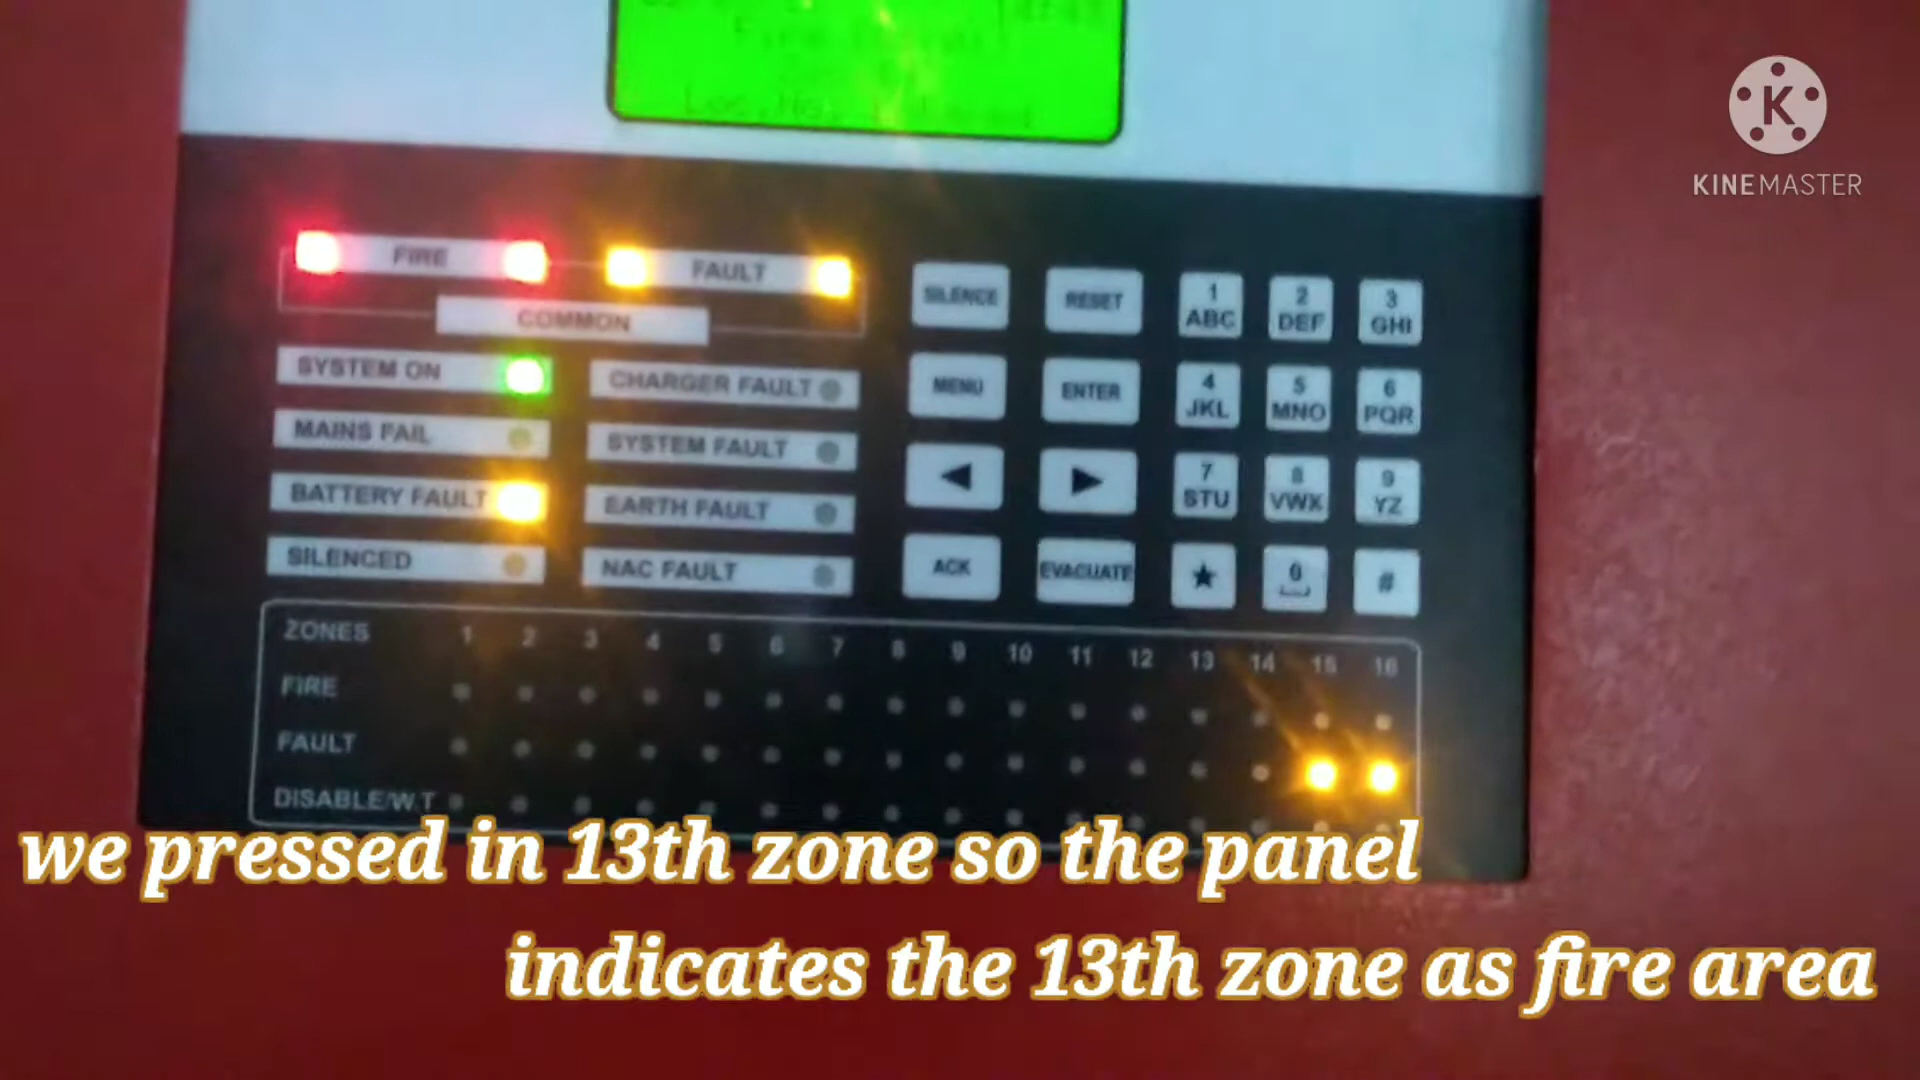 KINEMASTER
FIRE
FAULT
COMMON
SYSTEM ON
CHARGER FAULT
MAINS FAIL
SYSTEM FAULT
BATTERY FAULT
EARTH FAULT
SILENCED
NAC FAULT
SILENCE RESET 1 ABC 2 DEF 3 GHI
MENU ENTER 4 JKL 5 MNO 6 PQR
◀ ▶ 7 STU 8 VWX 9 YZ
ACK EVACUATE ★ 0 #
ZONES 1 2 3 4 5 6 7 8 9 10 11 12 13 14 15 16
FIRE
FAULT
DISABLE/W.T
we pressed in 13th zone so the panel
indicates the 13th zone as fire area